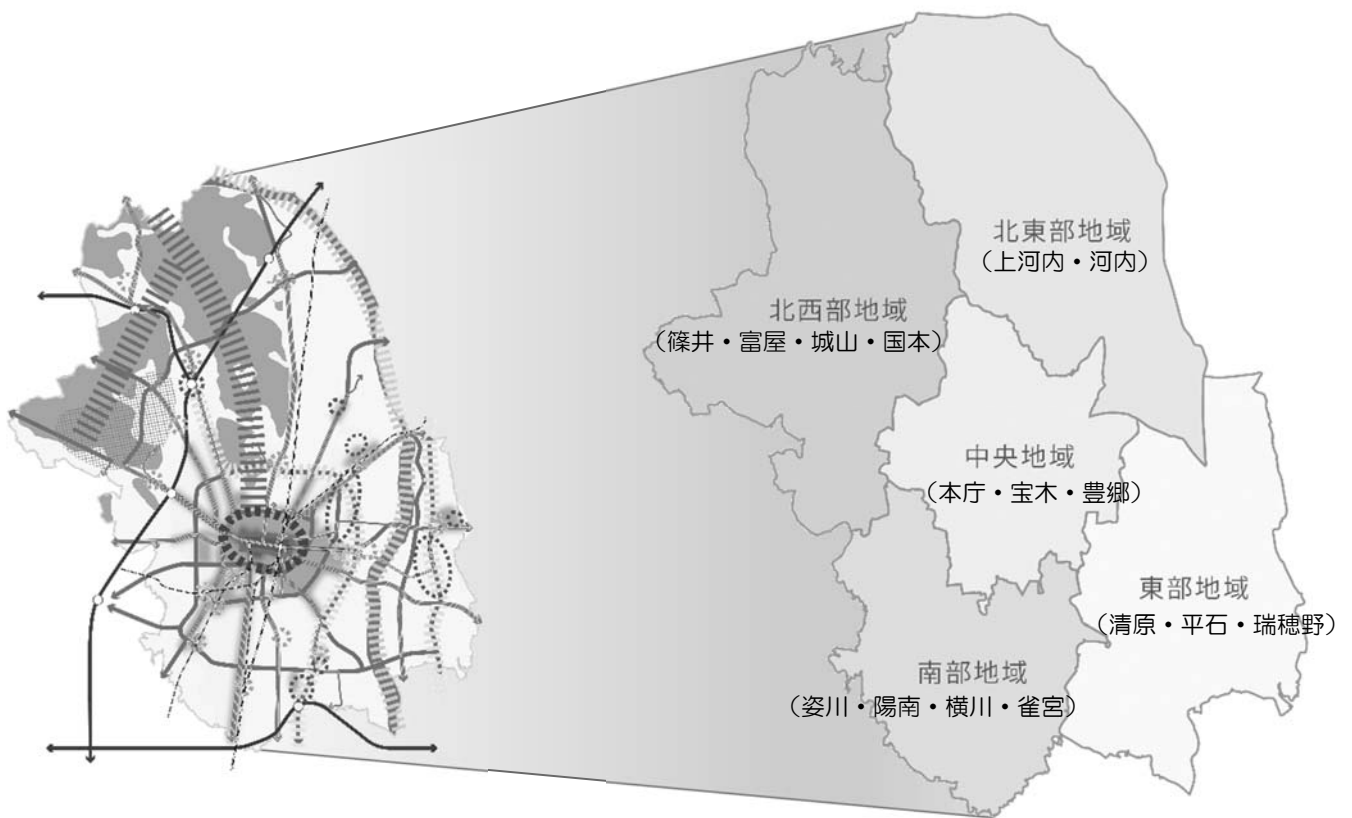 北東部地域
（上河内・河内）
北西部地域
（篠井・富屋・城山・国本）
中央地域
（本庁・宝木・豊郷）
東部地域
（清原・平石・瑞穂野）
南部地域
（姿川・陽南・横川・雀宮）